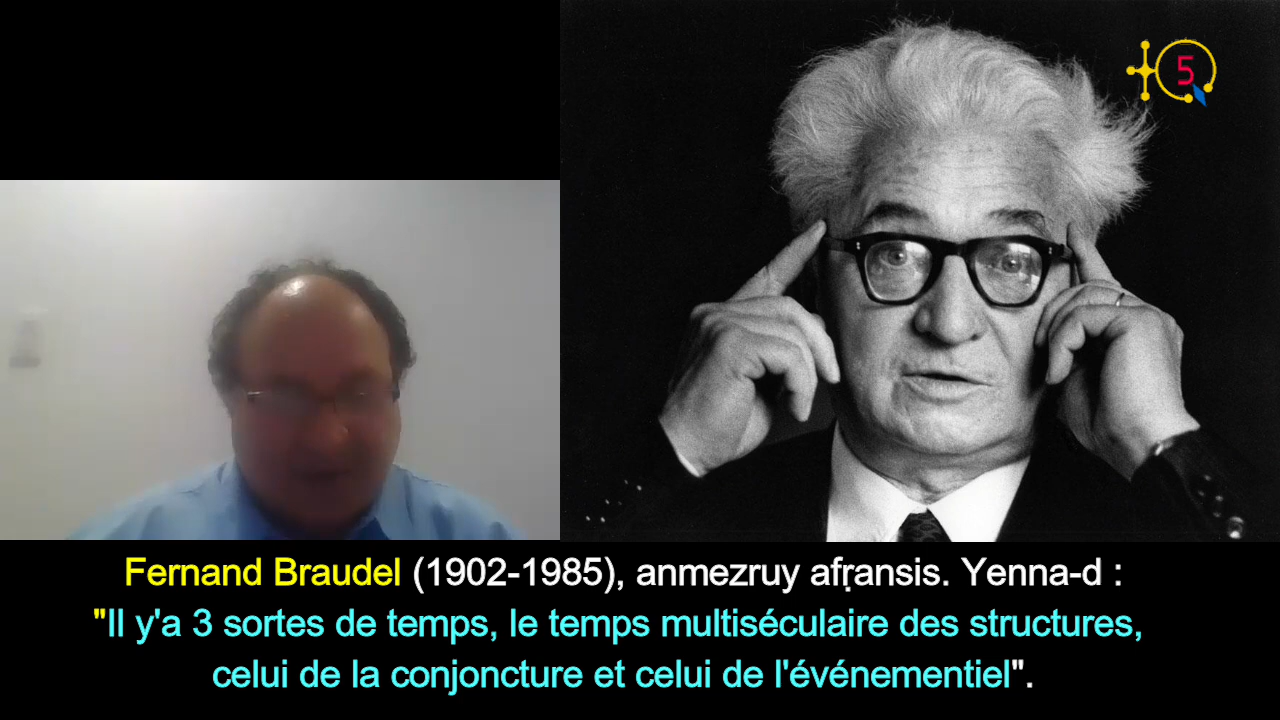 5
Fernand Braudel (1902-1985), anmezruy afṛansis. Yenna-d :
"Il y'a 3 sortes de temps, le temps multiséculaire des structures,
celui de la conjoncture et celui de l'événementiel".